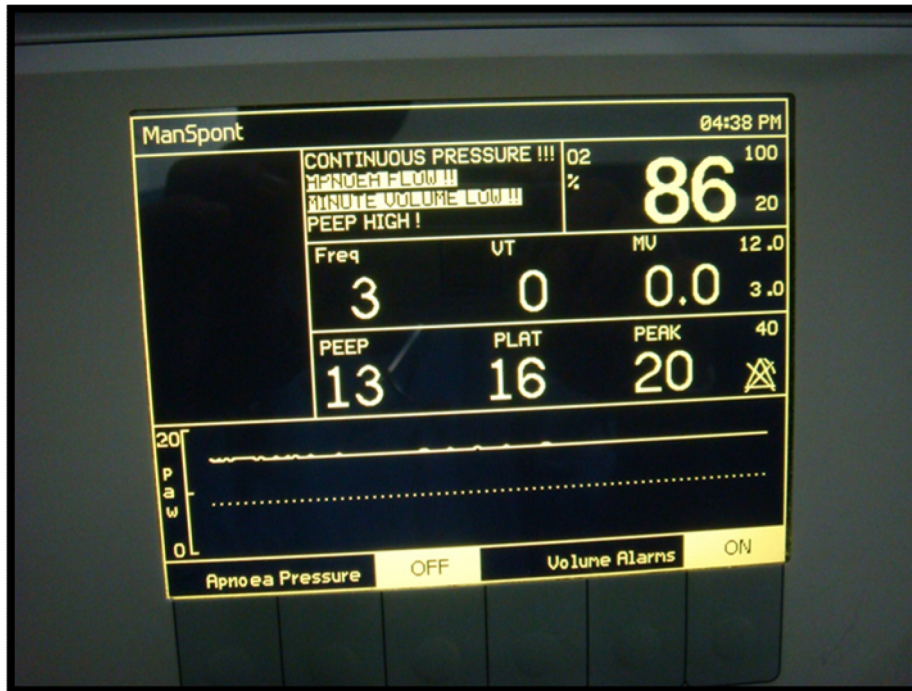 ManSpont 04:38 PM
CONTINUOUS PRESSURE !!!
APNOEA FLOW !!
MINUTE VOLUME LOW !!
PEEP HIGH !
O2 % 86 100 20
Freq VT MV 12.0
3 0 0.0 3.0
PEEP PLAT PEAK 40
13 16 20
20
Paw
0
Apnoea Pressure OFF Volume Alarms ON